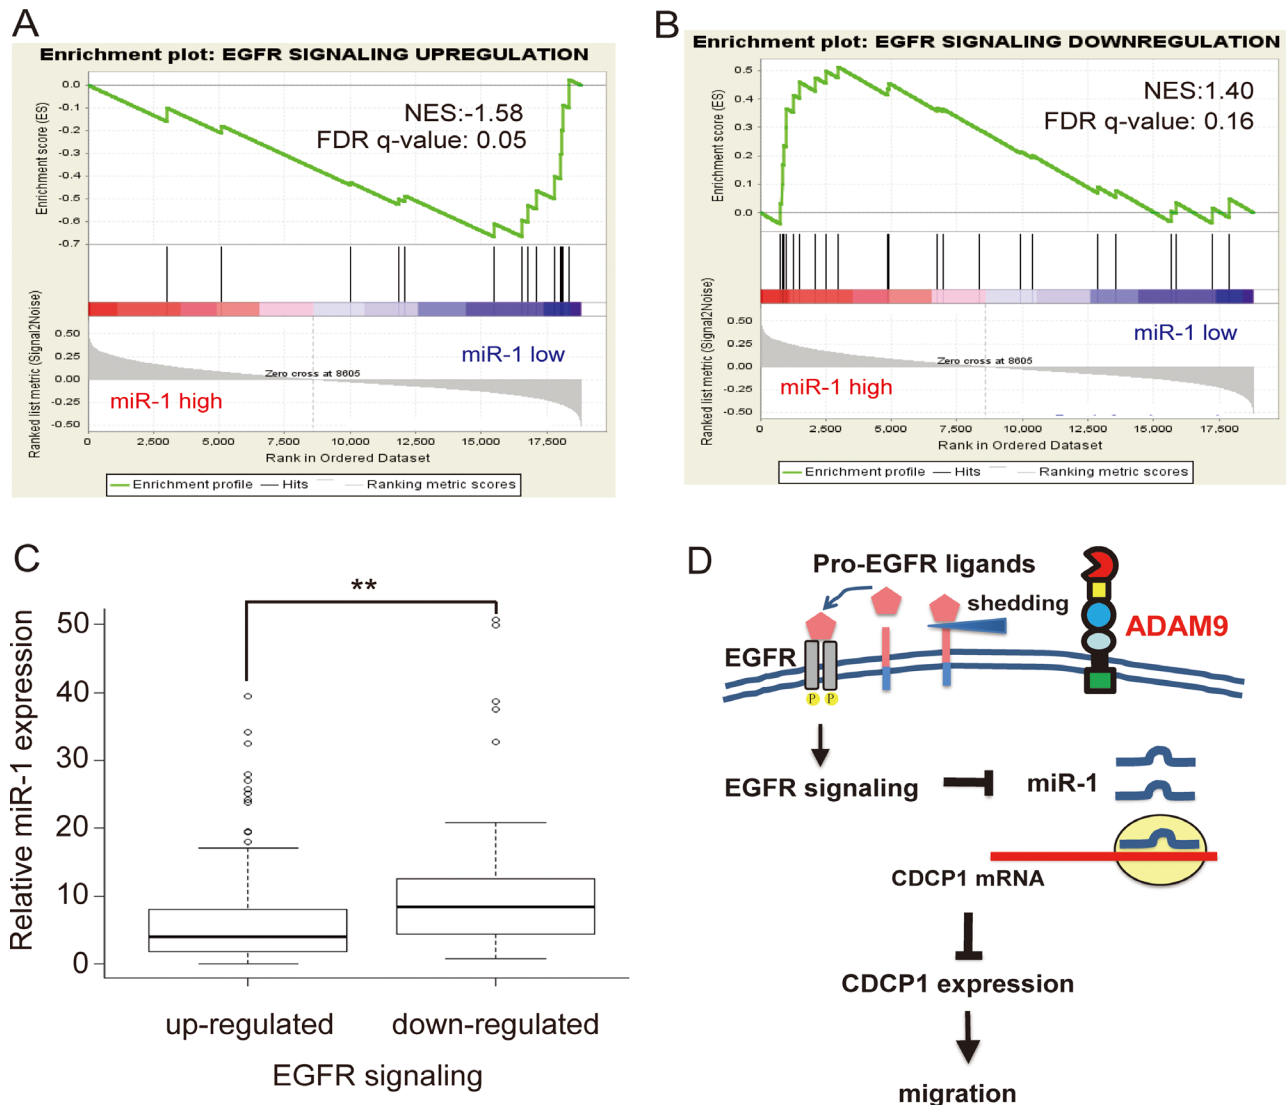 A
Enrichment plot: EGFR SIGNALING UPREGULATION
Enrichment score (ES)
0.0
-0.1
-0.2
-0.3
-0.4
-0.5
-0.6
-0.7
NES:-1.58
FDR q-value: 0.05
Ranked list metric (Signal2Noise)
0.50
0.25
0.00
-0.25
-0.50
miR-1 low
Zero cross at 8605
miR-1 high
0 2,500 5,000 7,500 10,000 12,500 15,000 17,500
Rank in Ordered Dataset
Enrichment profile Hits Ranking metric scores
B
Enrichment plot: EGFR SIGNALING DOWNREGULATION
Enrichment score (ES)
0.5
0.4
0.3
0.2
0.1
0.0
NES:1.40
FDR q-value: 0.16
Ranked list metric (Signal2Noise)
0.50
0.25
0.00
-0.25
-0.50
miR-1 low
Zero cross at 8605
miR-1 high
0 2,500 5,000 7,500 10,000 12,500 15,000 17,500
Rank in Ordered Dataset
Enrichment profile Hits Ranking metric scores
C
**
Relative miR-1 expression
50
40
30
20
10
0
up-regulated down-regulated
EGFR signaling
D
Pro-EGFR ligands
shedding
ADAM9
EGFR
P P
EGFR signaling
miR-1
CDCP1 mRNA
CDCP1 expression
migration